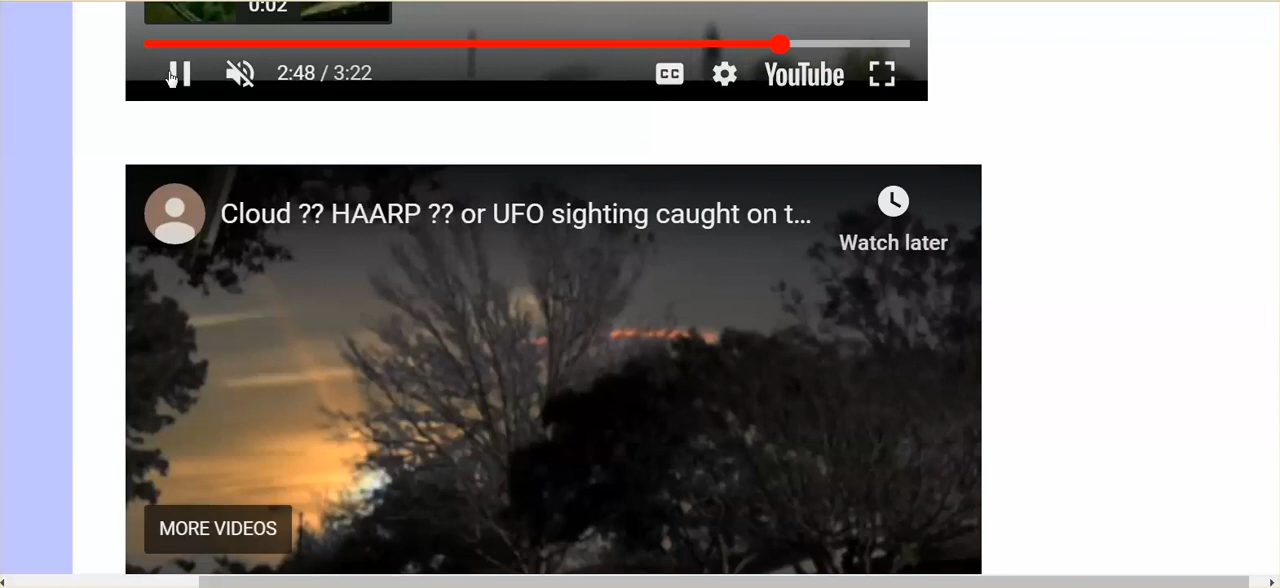 0:02
2:48 / 3:22
CC
YouTube
Cloud ?? HAARP ?? or UFO sighting caught on t...
Watch later
MORE VIDEOS